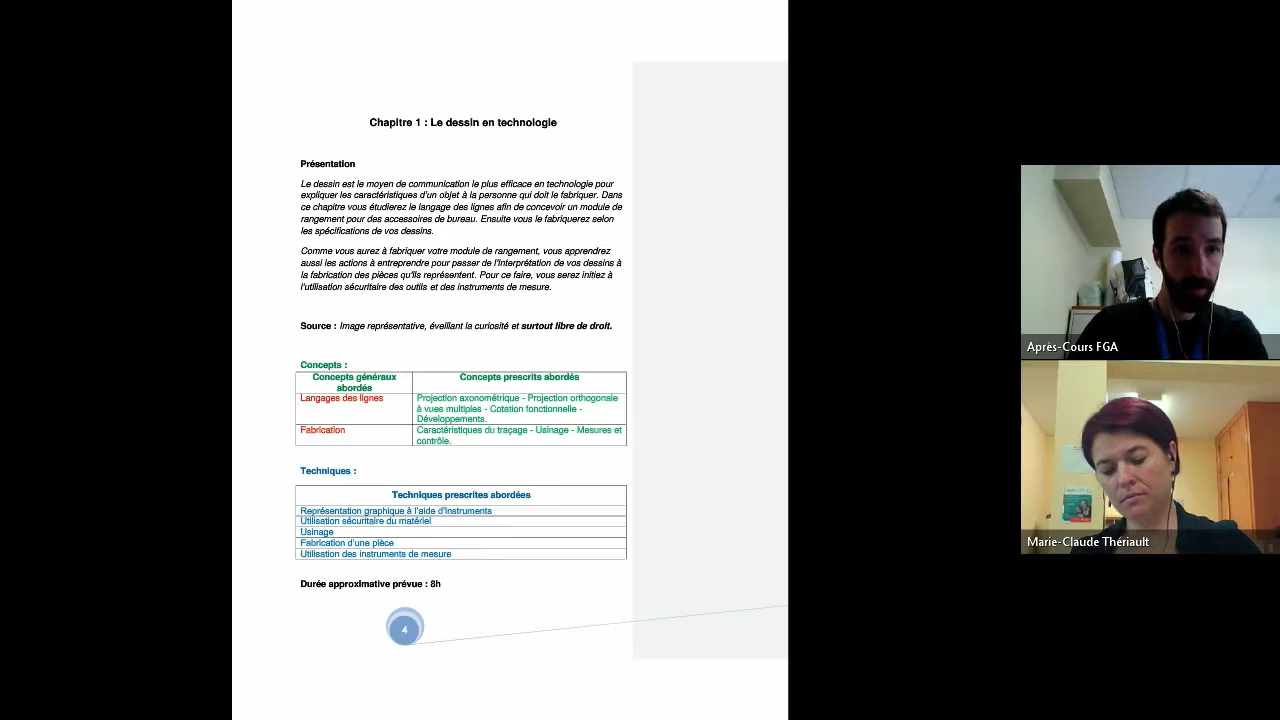 Chapitre 1 : Le dessin en technologie
Présentation
Le dessin est le moyen de communication le plus efficace en technologie pour
expliquer les caractéristiques d'un objet à la personne qui doit le fabriquer. Dans
ce chapitre vous étudierez le langage des lignes afin de concevoir un module de
rangement pour des accessoires de bureau. Ensuite vous le fabriquerez selon
les spécifications de vos dessins.
Comme vous aurez à fabriquer votre module de rangement, vous apprendrez
aussi les actions à entreprendre pour passer de l'interprétation de vos dessins à
la fabrication des pièces qu'ils représentent. Pour ce faire, vous serez initiez à
l'utilisation sécuritaire des outils et des instruments de mesure.
Source : Image représentative, éveillant la curiosité et surtout libre de droit.
Concepts :
Concepts généraux
abordés
Concepts prescrits abordés
Langages des lignes
Projection axonométrique - Projection orthogonale
à vues multiples - Cotation fonctionnelle -
Développements.
Fabrication
Caractéristiques du traçage - Usinage - Mesures et
contrôle.
Techniques :
Techniques prescrites abordées
Représentation graphique à l'aide d'instruments
Utilisation sécuritaire du matériel
Usinage
Fabrication d'une pièce
Utilisation des instruments de mesure
Durée approximative prévue : 8h
4
Après-Cours FGA
Marie-Claude Thériault